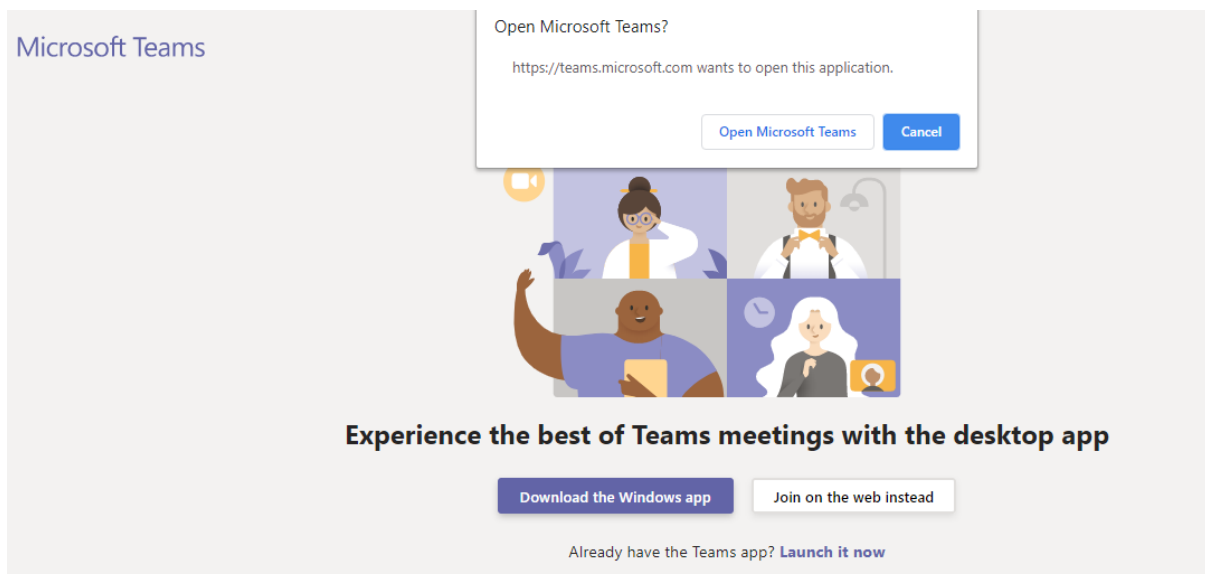 Microsoft Teams
Open Microsoft Teams?
https://teams.microsoft.com wants to open this application.
Open Microsoft Teams Cancel
Experience the best of Teams meetings with the desktop app
Download the Windows app Join on the web instead
Already have the Teams app? Launch it now